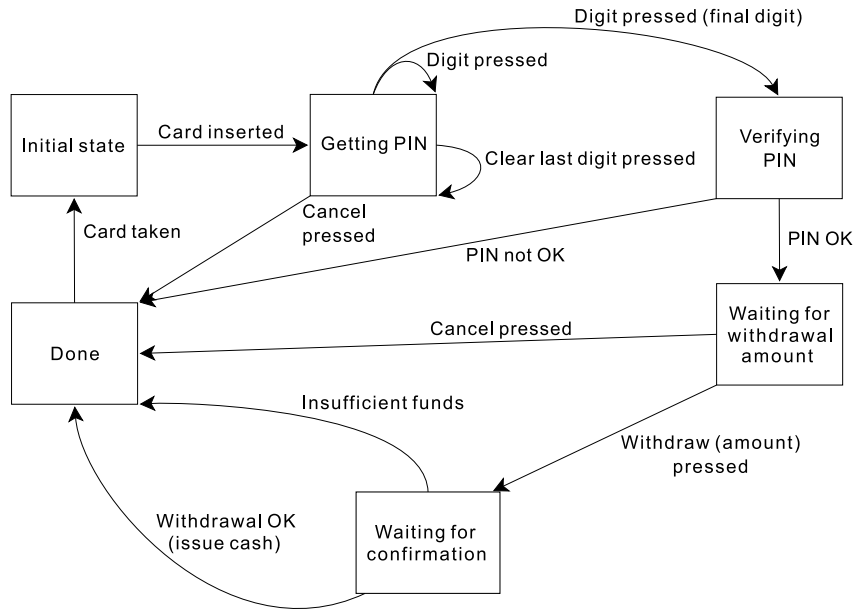 Digit pressed (final digit)
Digit pressed
Initial state
Card inserted
Getting PIN
Clear last digit pressed
Verifying
PIN
Card taken
Cancel
pressed
PIN not OK
PIN OK
Done
Cancel pressed
Waiting for
withdrawal
amount
Insufficient funds
Withdraw (amount)
pressed
Withdrawal OK
(issue cash)
Waiting for
confirmation